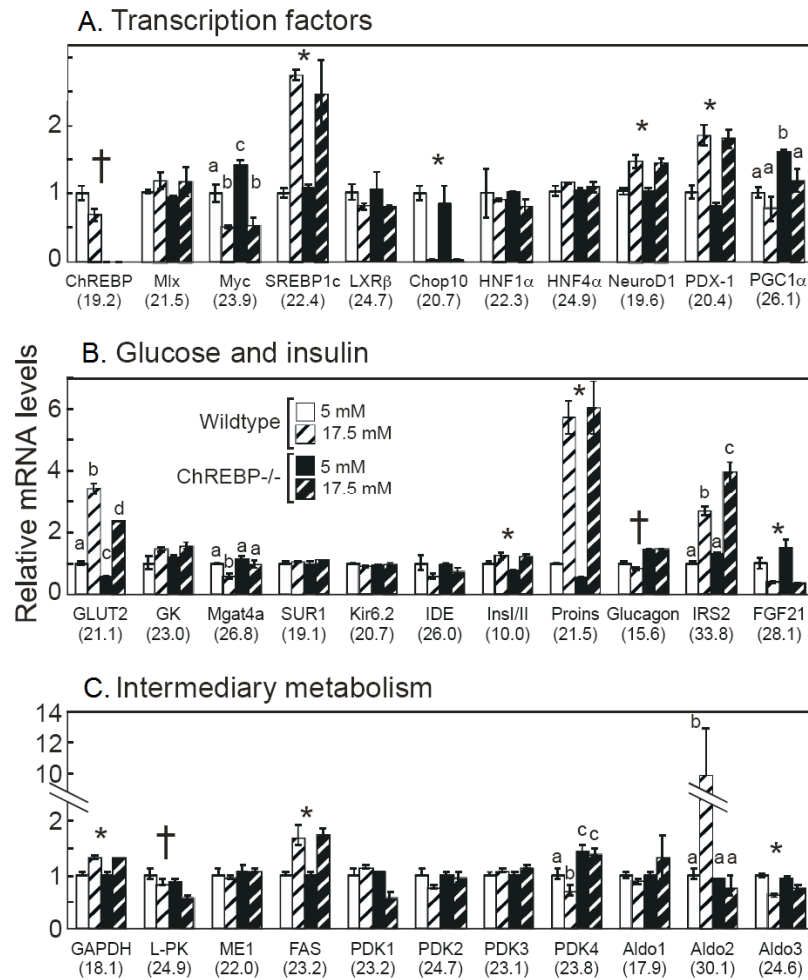 A. Transcription factors
2
1
0
†
a
b
c
b
*
*
*
*
a
a
b
a
ChREBP Mlx Myc SREBP1c LXRβ Chop10 HNF1α HNF4α NeuroD1 PDX-1 PGC1α
(19.2) (21.5) (23.9) (22.4) (24.7) (20.7) (22.3) (24.9) (19.6) (20.4) (26.1)
Relative mRNA levels
B. Glucose and insulin
6
4
2
0
Wildtype
5 mM
17.5 mM
ChREBP-/-
5 mM
17.5 mM
a
b
c
d
a
b
a
a
*
*
†
a
b
a
c
*
GLUT2 GK Mgat4a SUR1 Kir6.2 IDE InsI/II Proins Glucagon IRS2 FGF21
(21.1) (23.0) (26.8) (19.1) (20.7) (26.0) (10.0) (21.5) (15.6) (33.8) (28.1)
C. Intermediary metabolism
14
12
10
2
1
0
*
†
*
a
b
c
c
a
b
a
a
*
GAPDH L-PK ME1 FAS PDK1 PDK2 PDK3 PDK4 Aldo1 Aldo2 Aldo3
(18.1) (24.9) (22.0) (23.2) (23.2) (24.7) (23.1) (23.8) (17.9) (30.1) (24.6)